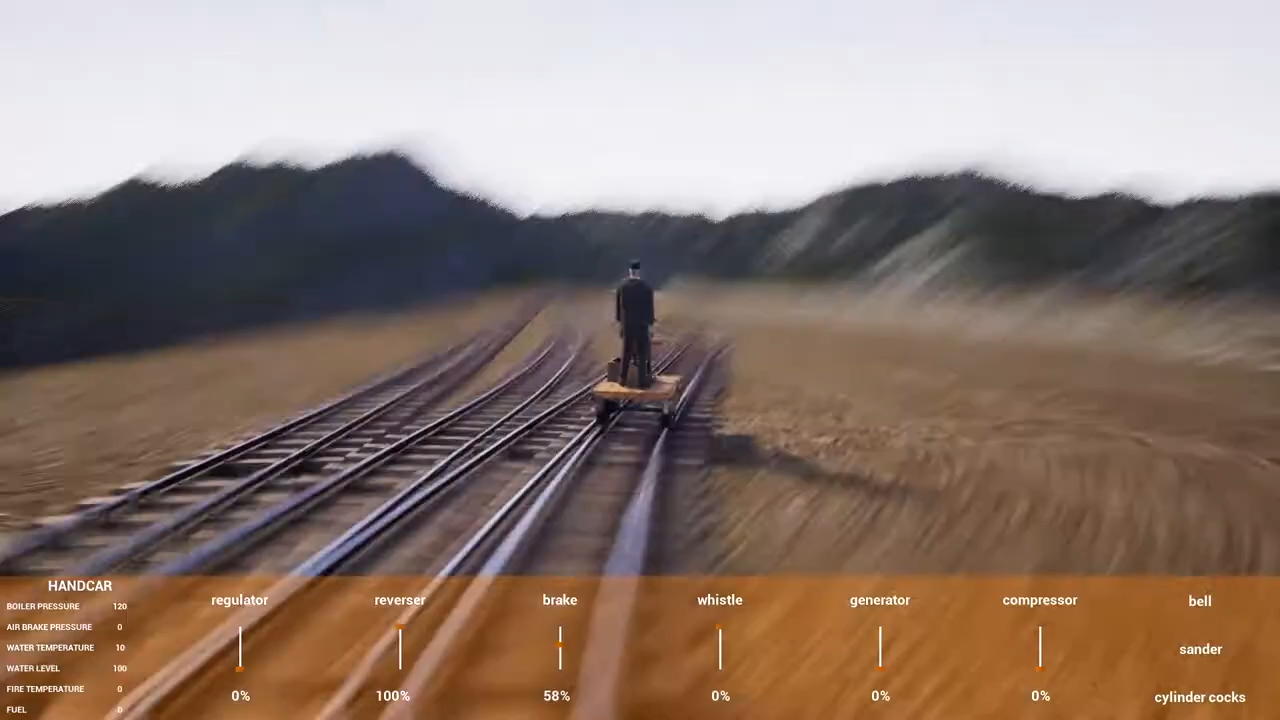 HANDCAR
BOILER PRESSURE 120
AIR BRAKE PRESSURE 0
WATER TEMPERATURE 10
WATER LEVEL 100
FIRE TEMPERATURE 0
FUEL 0
regulator
0%
reverser
100%
brake
58%
whistle
0%
generator
0%
compressor
0%
bell
sander
cylinder cocks